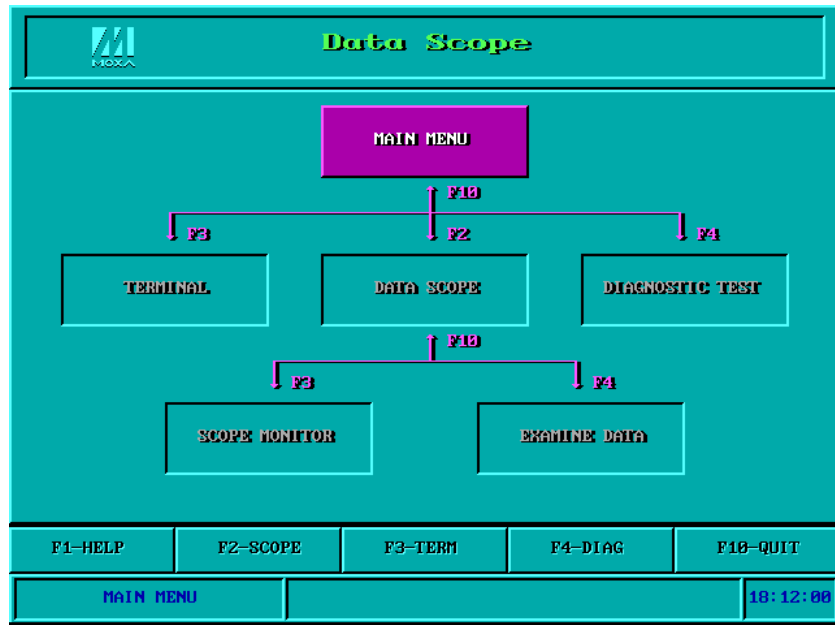 MOXA
Data Scope
MAIN MENU
F10
F3
F2
F4
TERMINAL
DATA SCOPE
DIAGNOSTIC TEST
F10
F3
F4
SCOPE MONITOR
EXAMINE DATA
F1-HELP
F2-SCOPE
F3-TERM
F4-DIAG
F10-QUIT
MAIN MENU
18:12:00